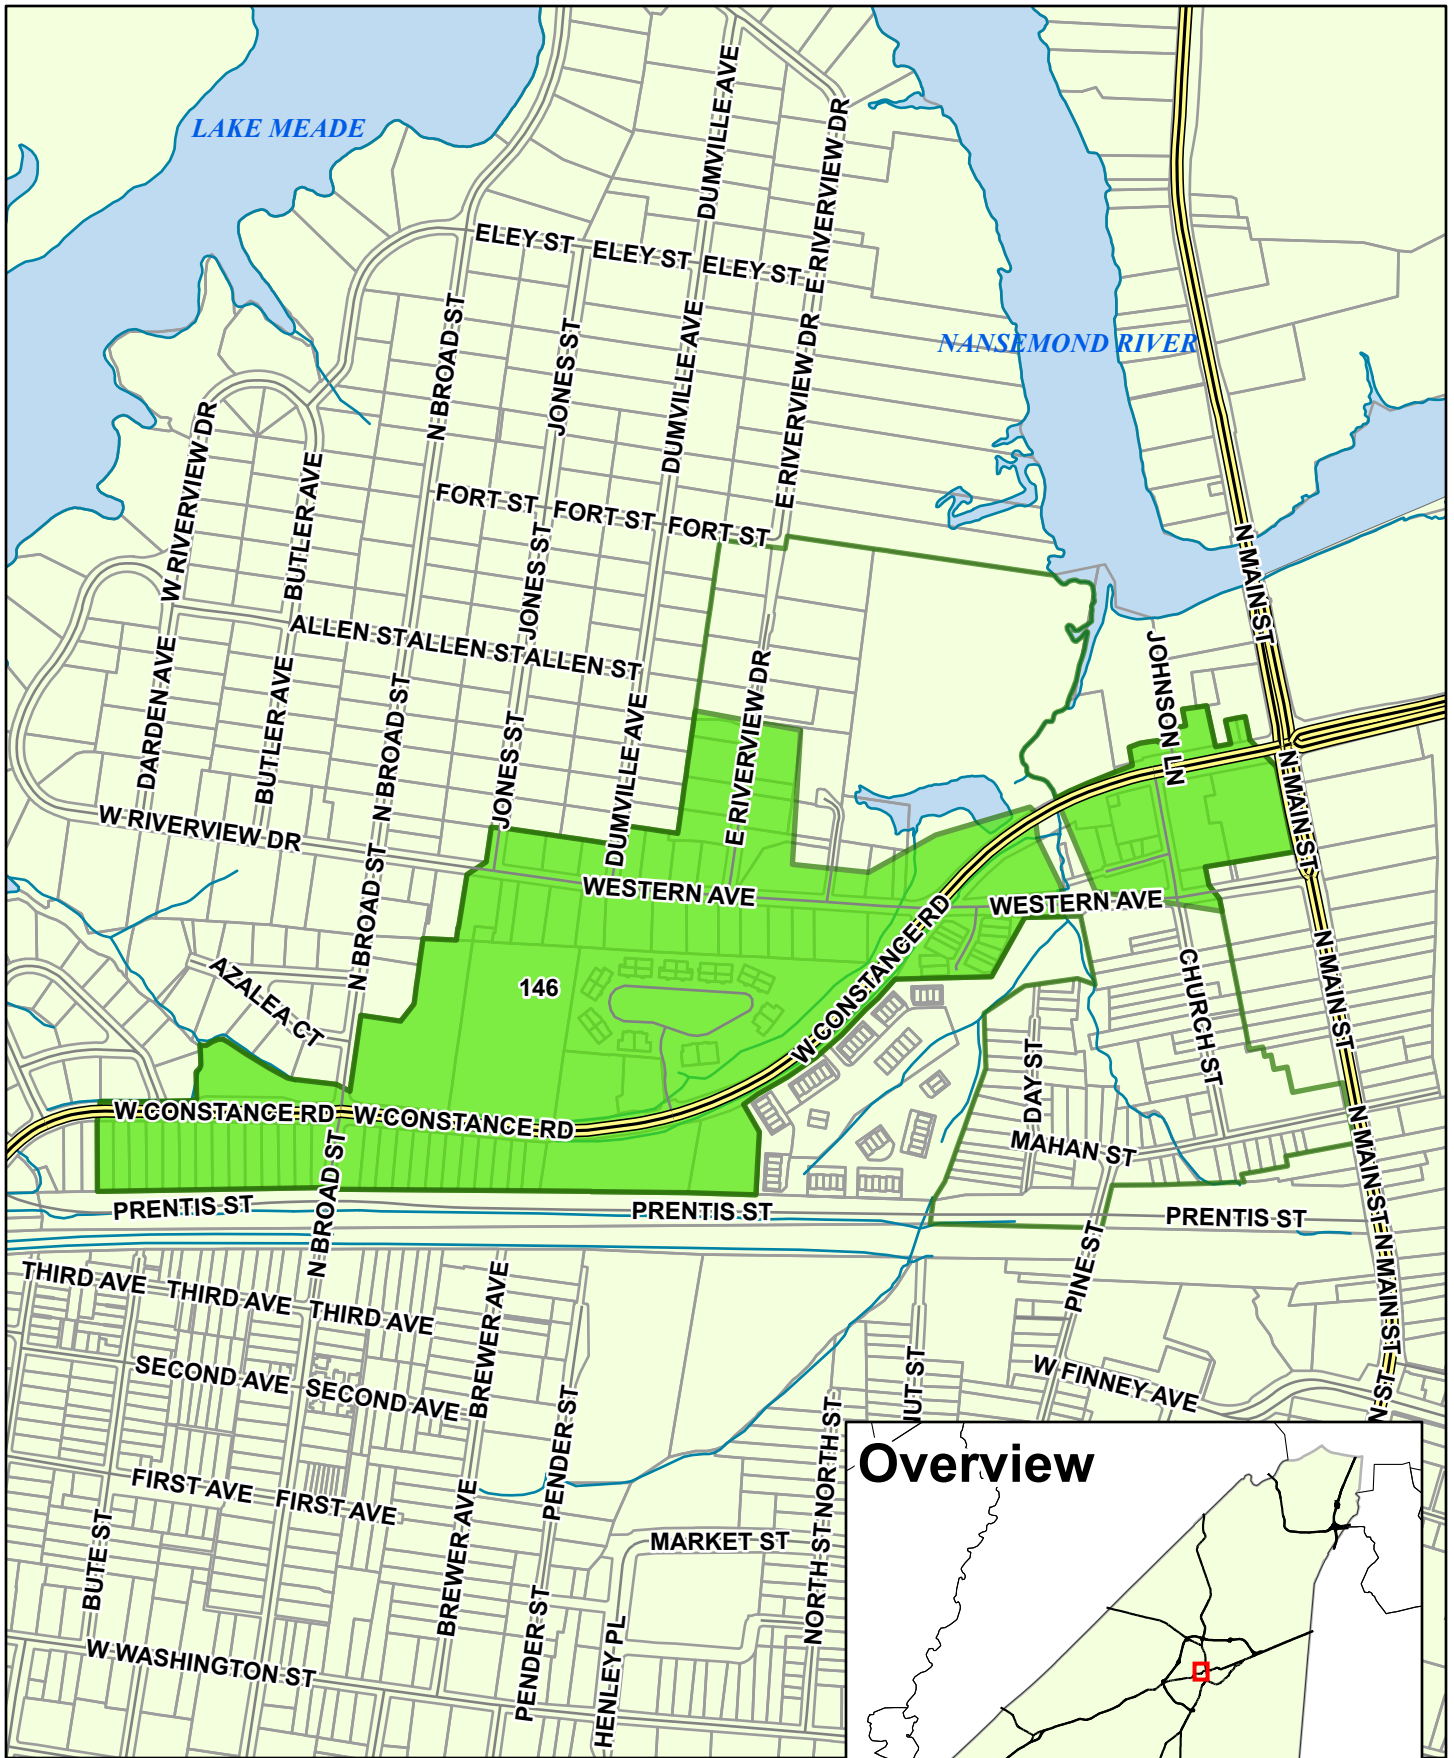 LAKE MEADE
DUMVILLE AVE
E RIVERVIEW DR
ELEY ST
ELEY ST
ELEY ST
N BROAD ST
JONES ST
DUMVILLE AVE
E RIVERVIEW DR
NANSEMOND RIVER
W RIVERVIEW DR
BUTLER AVE
FORT ST
FORT ST
FORT ST
JONES ST
N MAIN ST
ALLEN ST
ALLEN ST
ALLEN ST
DARDEN AVE
BUTLER AVE
N BROAD ST
JONES ST
DUMVILLE AVE
E RIVERVIEW DR
JOHNSON LN
W RIVERVIEW DR
N MAIN ST
N BROAD ST
WESTERN AVE
WESTERN AVE
AZALEA CT
146
W CONSTANCE RD
CHURCH ST
N MAIN ST
DAY ST
W CONSTANCE RD
W CONSTANCE RD
MAHAN ST
N MAIN ST
N BROAD ST
PRENTIS ST
PRENTIS ST
PRENTIS ST
PINE ST
N MAIN ST
THIRD AVE
THIRD AVE
THIRD AVE
BREWER AVE
SECOND AVE
SECOND AVE
PENDER ST
NORTH ST
UT ST
W FINNEY AVE
N ST
FIRST AVE
FIRST AVE
BUTE ST
BREWER AVE
MARKET ST
NORTH ST
PENDER ST
HENLEY PL
W WASHINGTON ST
Overview